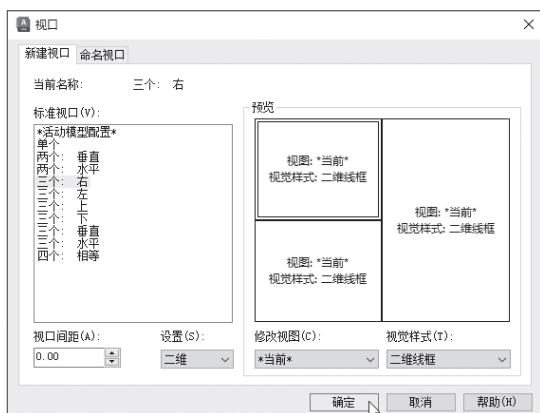 视口
新建视口 命名视口
当前名称: 三个: 右
标准视口(V):
*活动模型配置*
单个
两个: 垂直
两个: 水平
三个: 右
三个: 左
三个: 上
三个: 下
三个: 垂直
三个: 水平
四个: 相等
预览
视图: *当前*
视觉样式: 二维线框
视图: *当前*
视觉样式: 二维线框
视图: *当前*
视觉样式: 二维线框
视口间距(A): 设置(S): 修改视图(C): 视觉样式(T):
0.00 二维 *当前* 二维线框
确定 取消 帮助(H)